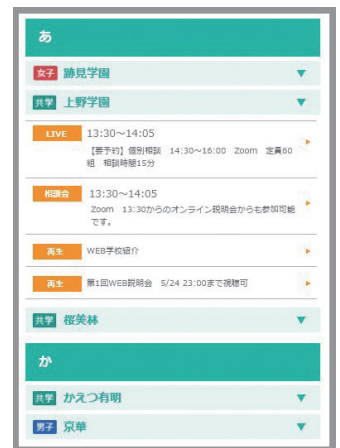 あ
女子 跡見学園 ▼
共学 上野学園 ▼
LIVE 13:30～14:05
【要予約】個別相談 14:30～16:00 Zoom 定員60
組 相談時間15分
相談会 13:30～14:05
Zoom 13:30からのオンライン説明会からも参加可能
です。
再生 WEB学校紹介
再生 第1回WEB説明会 5/24 23:00まで視聴可
共学 桜美林 ▼
か
共学 かえつ有明 ▼
男子 京華 ▼